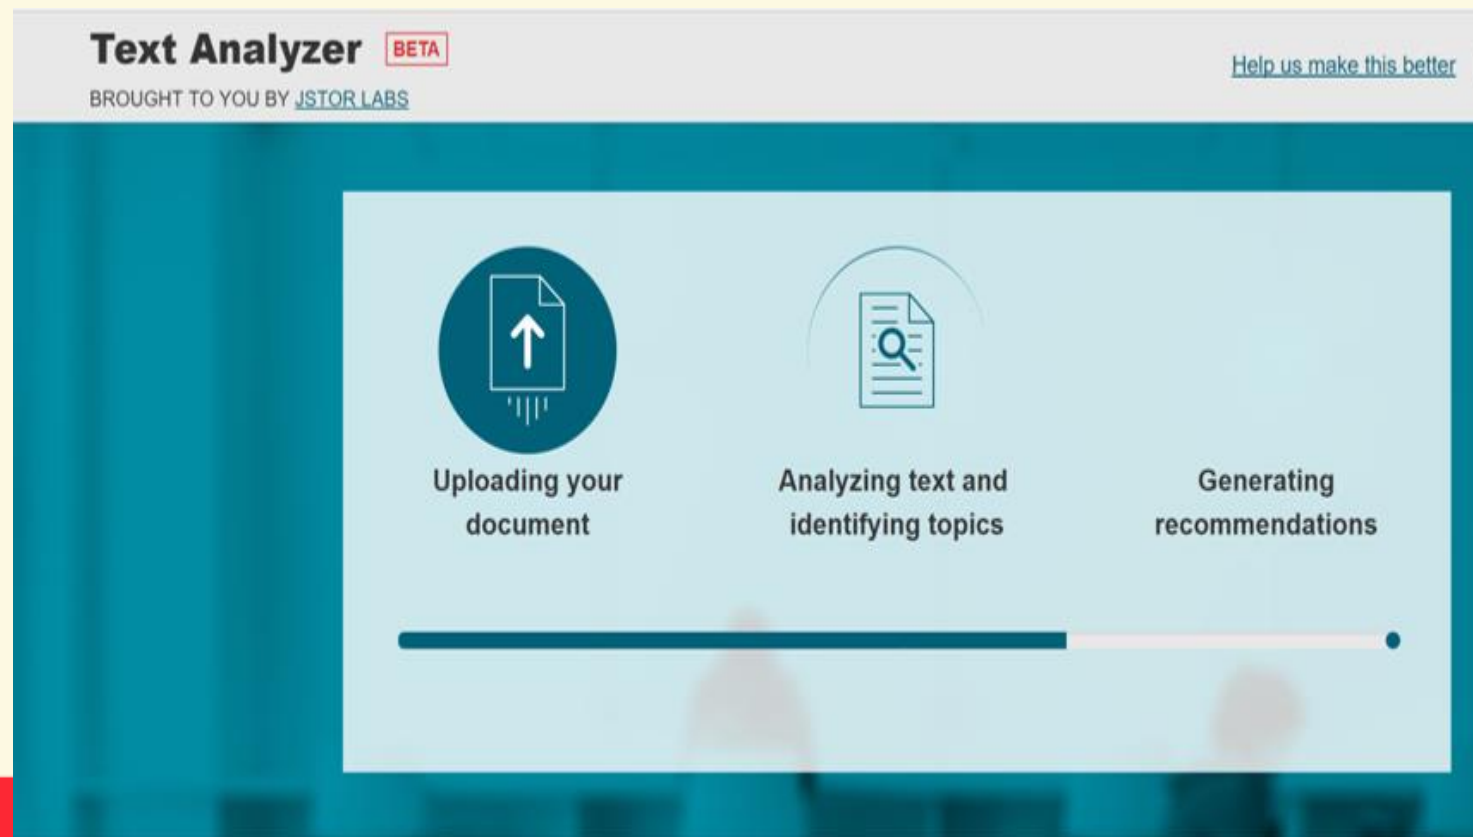 Text Analyzer BETA
Help us make this better
BROUGHT TO YOU BY JSTOR LABS
Uploading your
document
Analyzing text and
identifying topics
Generating
recommendations